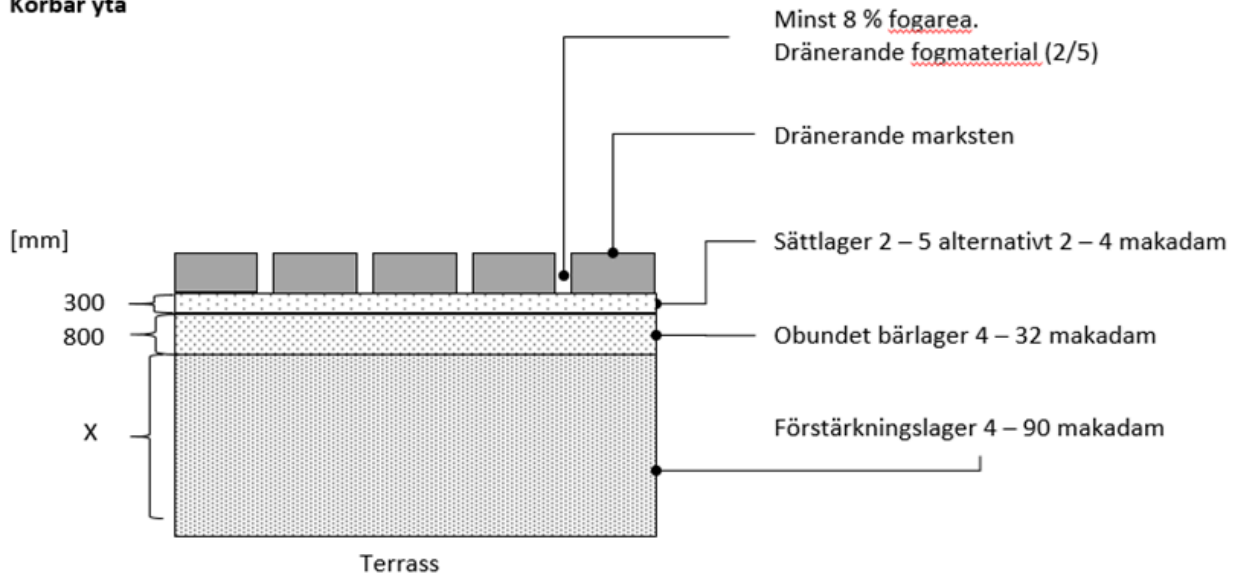 Körbar yta
Minst 8 % fogarea.
Dränerande fogmaterial (2/5)
Dränerande marksten
[mm]
Sättlager 2 – 5 alternativt 2 – 4 makadam
300
800
Obundet bärlager 4 – 32 makadam
X
Förstärkningslager 4 – 90 makadam
Terrass